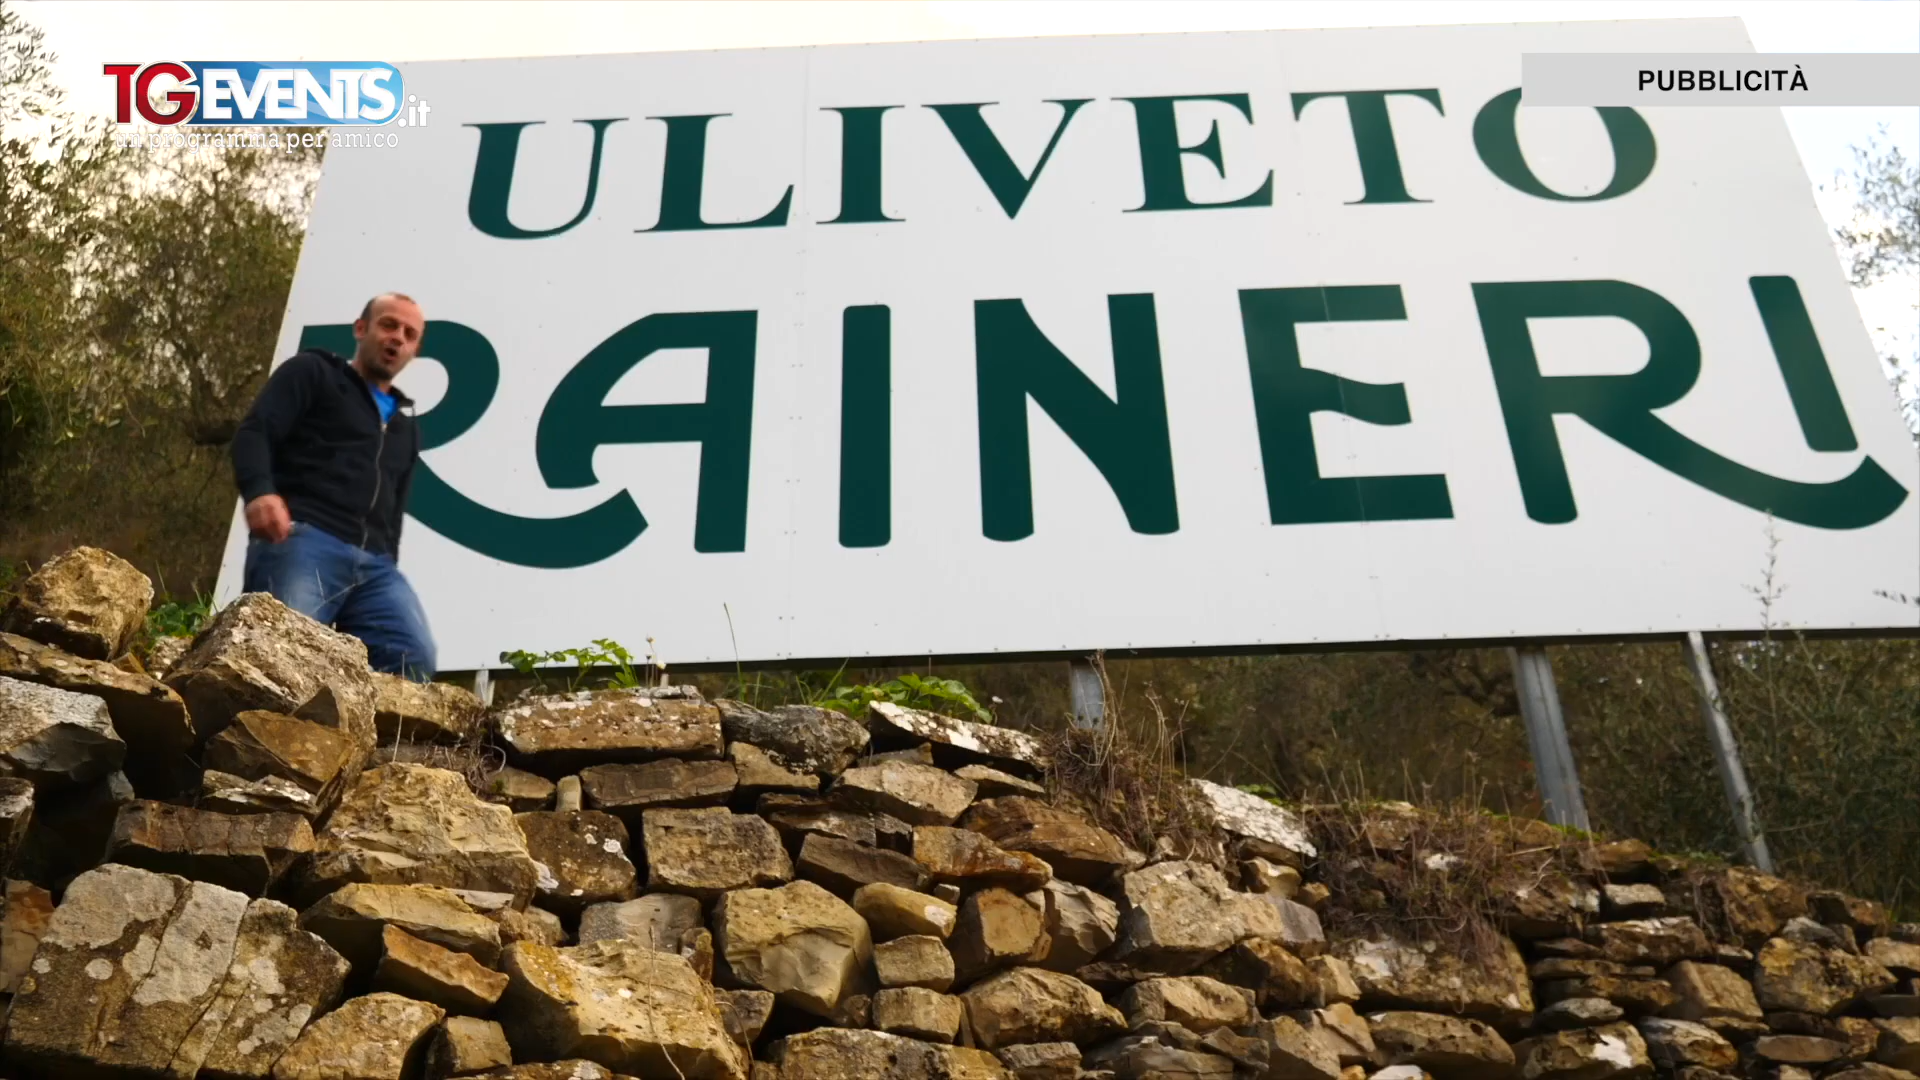 TGEVENTS.it
un programma per amico
PUBBLICITÀ
ULIVETO
RAINERI